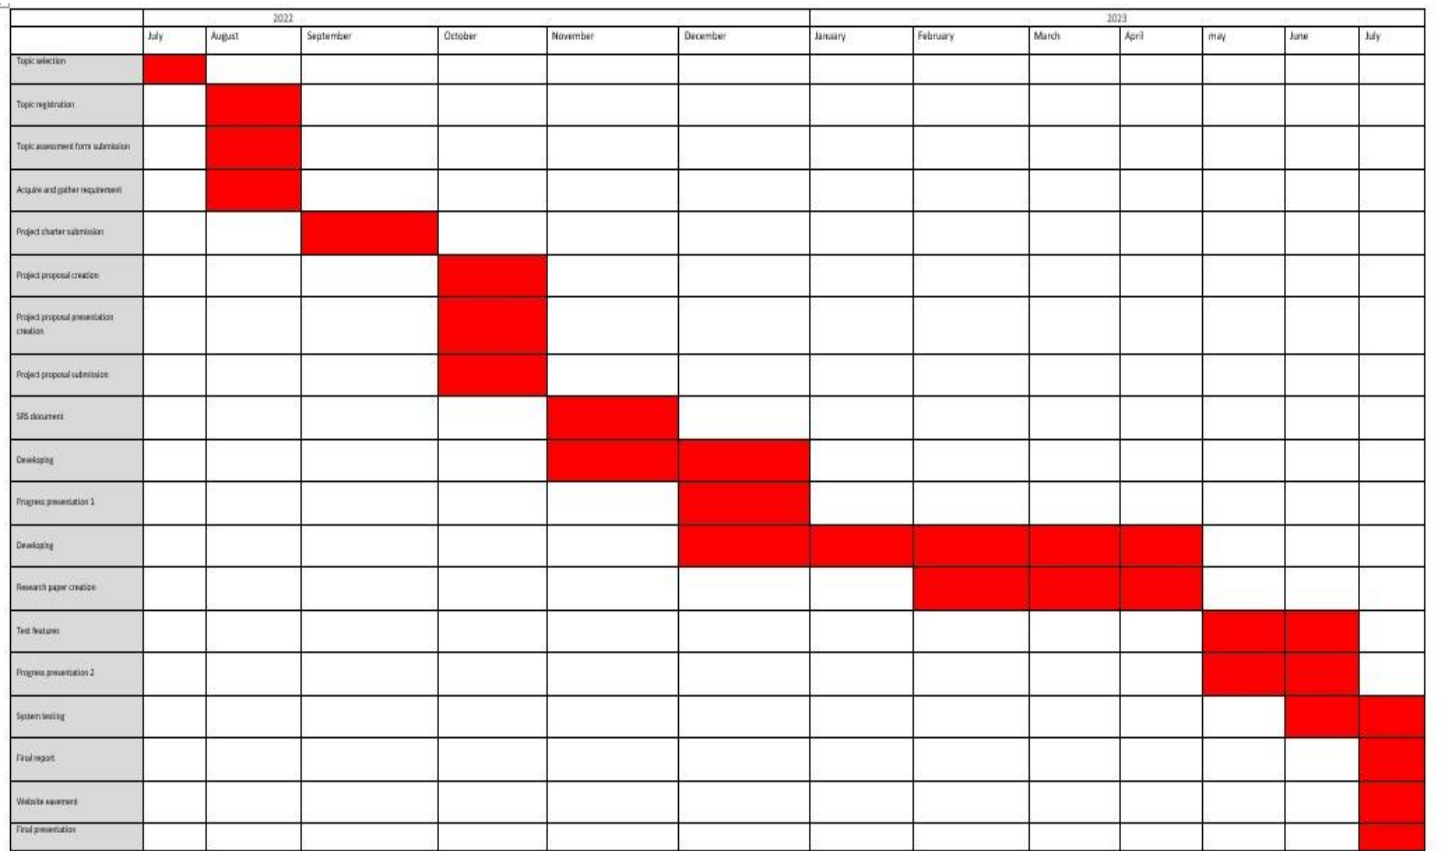 2022 2023
July August September October November December January February March April may June July
Topic selection
Topic registration
Topic assessment form submission
Acquire and gather requirement
Project charter submission
Project proposal creation
Project proposal presentation
creation
Project proposal submission
SRS document
Developing
Progress presentation 1
Developing
Research paper creation
Test features
Progress presentation 2
System testing
Final report
Website
Final presentation